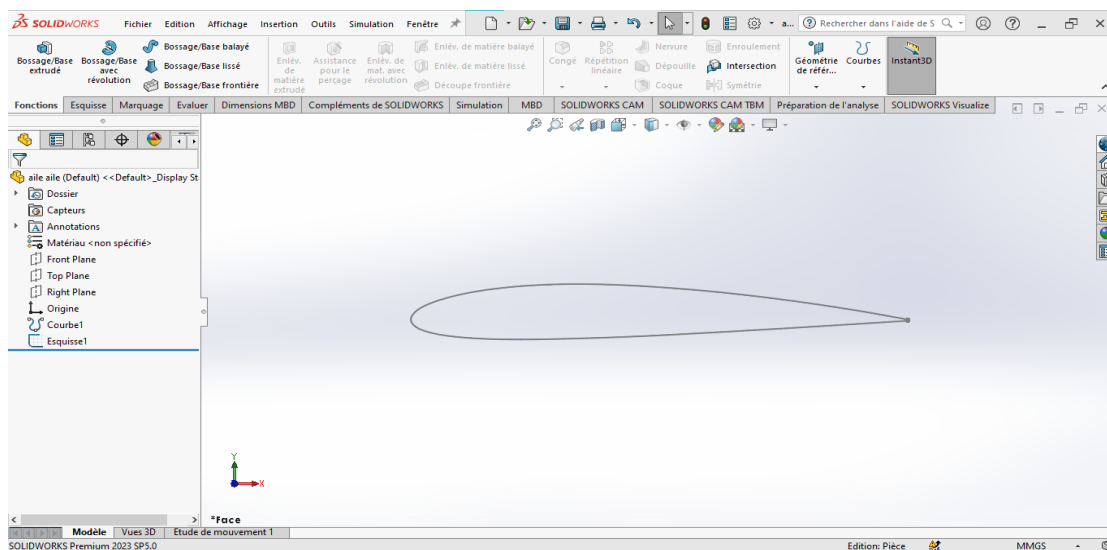 SOLIDWORKS Fichier Edition Affichage Insertion Outils Simulation Fenêtre a... Rechercher dans l'aide de S
Bossage/Base extrudé
Bossage/Base avec révolution
Bossage/Base balayé
Bossage/Base lissé
Bossage/Base frontière
Enlèv. de matière extrudé
Assistance pour le perçage
Enlèv. de mat. avec révolution
Enlèv. de matière balayé
Enlèv. de matière lissé
Découpe frontière
Congé
Répétition linéaire
Nervure
Dépouille
Coque
Enroulement
Intersection
Symétrie
Géométrie de référ...
Courbes
Instant3D
Fonctions Esquisse Marquage Evaluer Dimensions MBD Compléments de SOLIDWORKS Simulation MBD SOLIDWORKS CAM SOLIDWORKS CAM TBM Préparation de l'analyse SOLIDWORKS Visualize
aile aile (Default) <<Default>_Display St
Dossier
Capteurs
Annotations
Matériau <non spécifié>
Front Plane
Top Plane
Right Plane
Origine
Courbe1
Esquisse1
Y
X
*Face
Modèle Vues 3D Etude de mouvement 1
SOLIDWORKS Premium 2023 SP5.0 Edition: Pièce MMGS